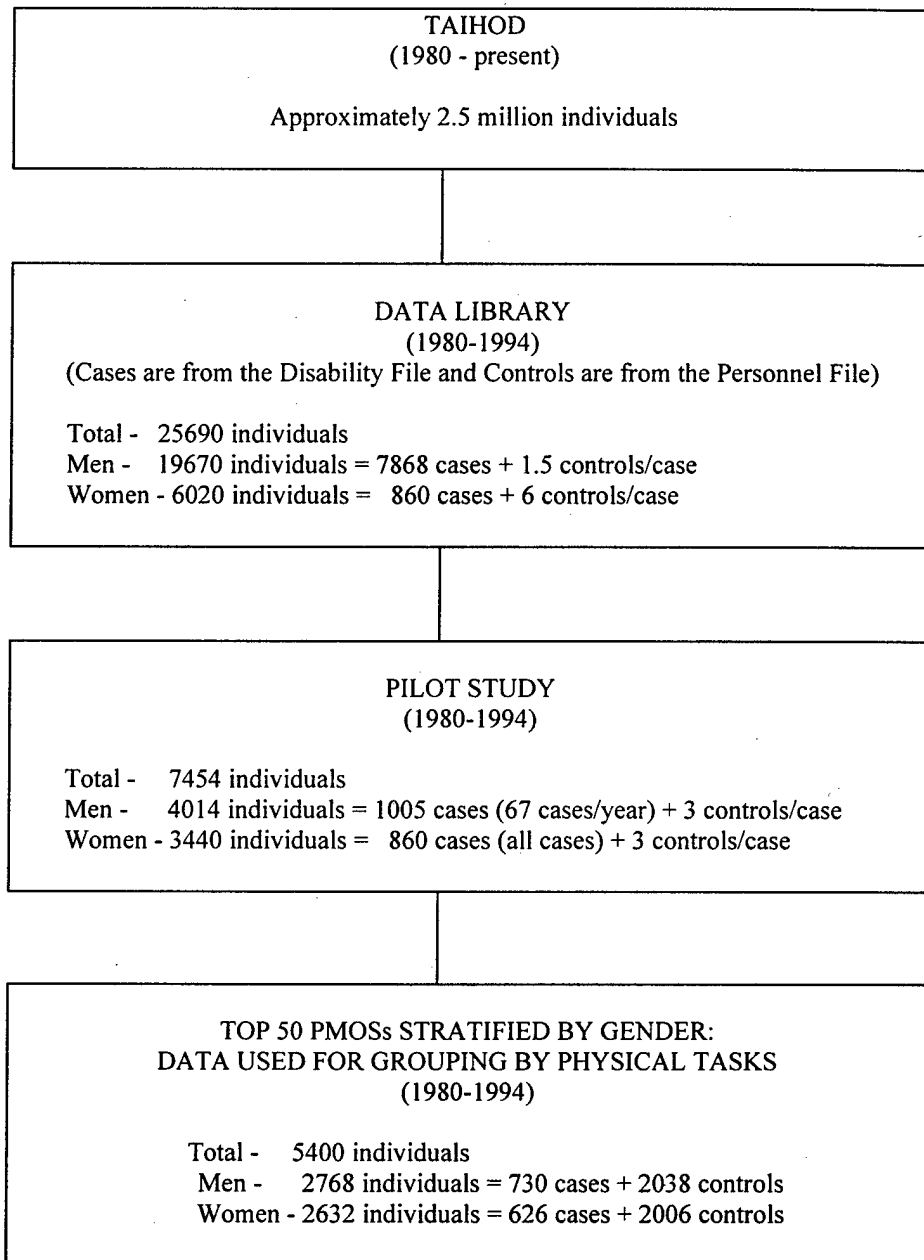 TAIHOD
(1980 - present)
Approximately 2.5 million individuals
DATA LIBRARY
(1980-1994)
(Cases are from the Disability File and Controls are from the Personnel File)
Total - 25690 individuals
Men - 19670 individuals = 7868 cases + 1.5 controls/case
Women - 6020 individuals = 860 cases + 6 controls/case
PILOT STUDY
(1980-1994)
Total - 7454 individuals
Men - 4014 individuals = 1005 cases (67 cases/year) + 3 controls/case
Women - 3440 individuals = 860 cases (all cases) + 3 controls/case
TOP 50 PMOSs STRATIFIED BY GENDER:
DATA USED FOR GROUPING BY PHYSICAL TASKS
(1980-1994)
Total - 5400 individuals
Men - 2768 individuals = 730 cases + 2038 controls
Women - 2632 individuals = 626 cases + 2006 controls